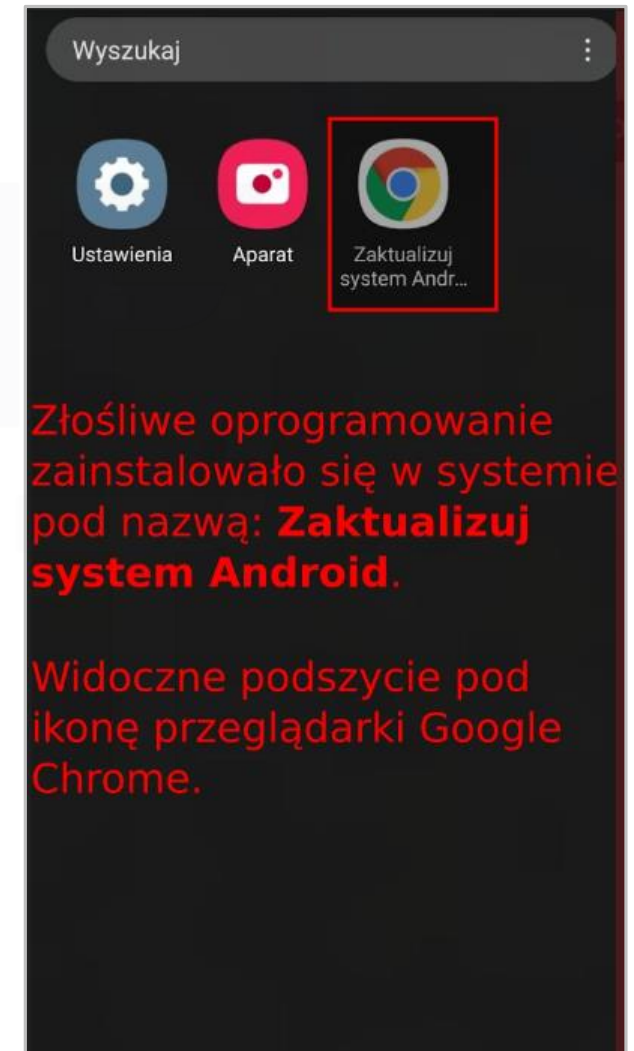 Wyszukaj
Ustawienia
Aparat
Zaktualizuj
system Andr...
Złośliwe oprogramowanie
zainstalowało się w systemie
pod nazwą: Zaktualizuj
system Android.
Widoczne podszycie pod
ikonę przeglądarki Google
Chrome.